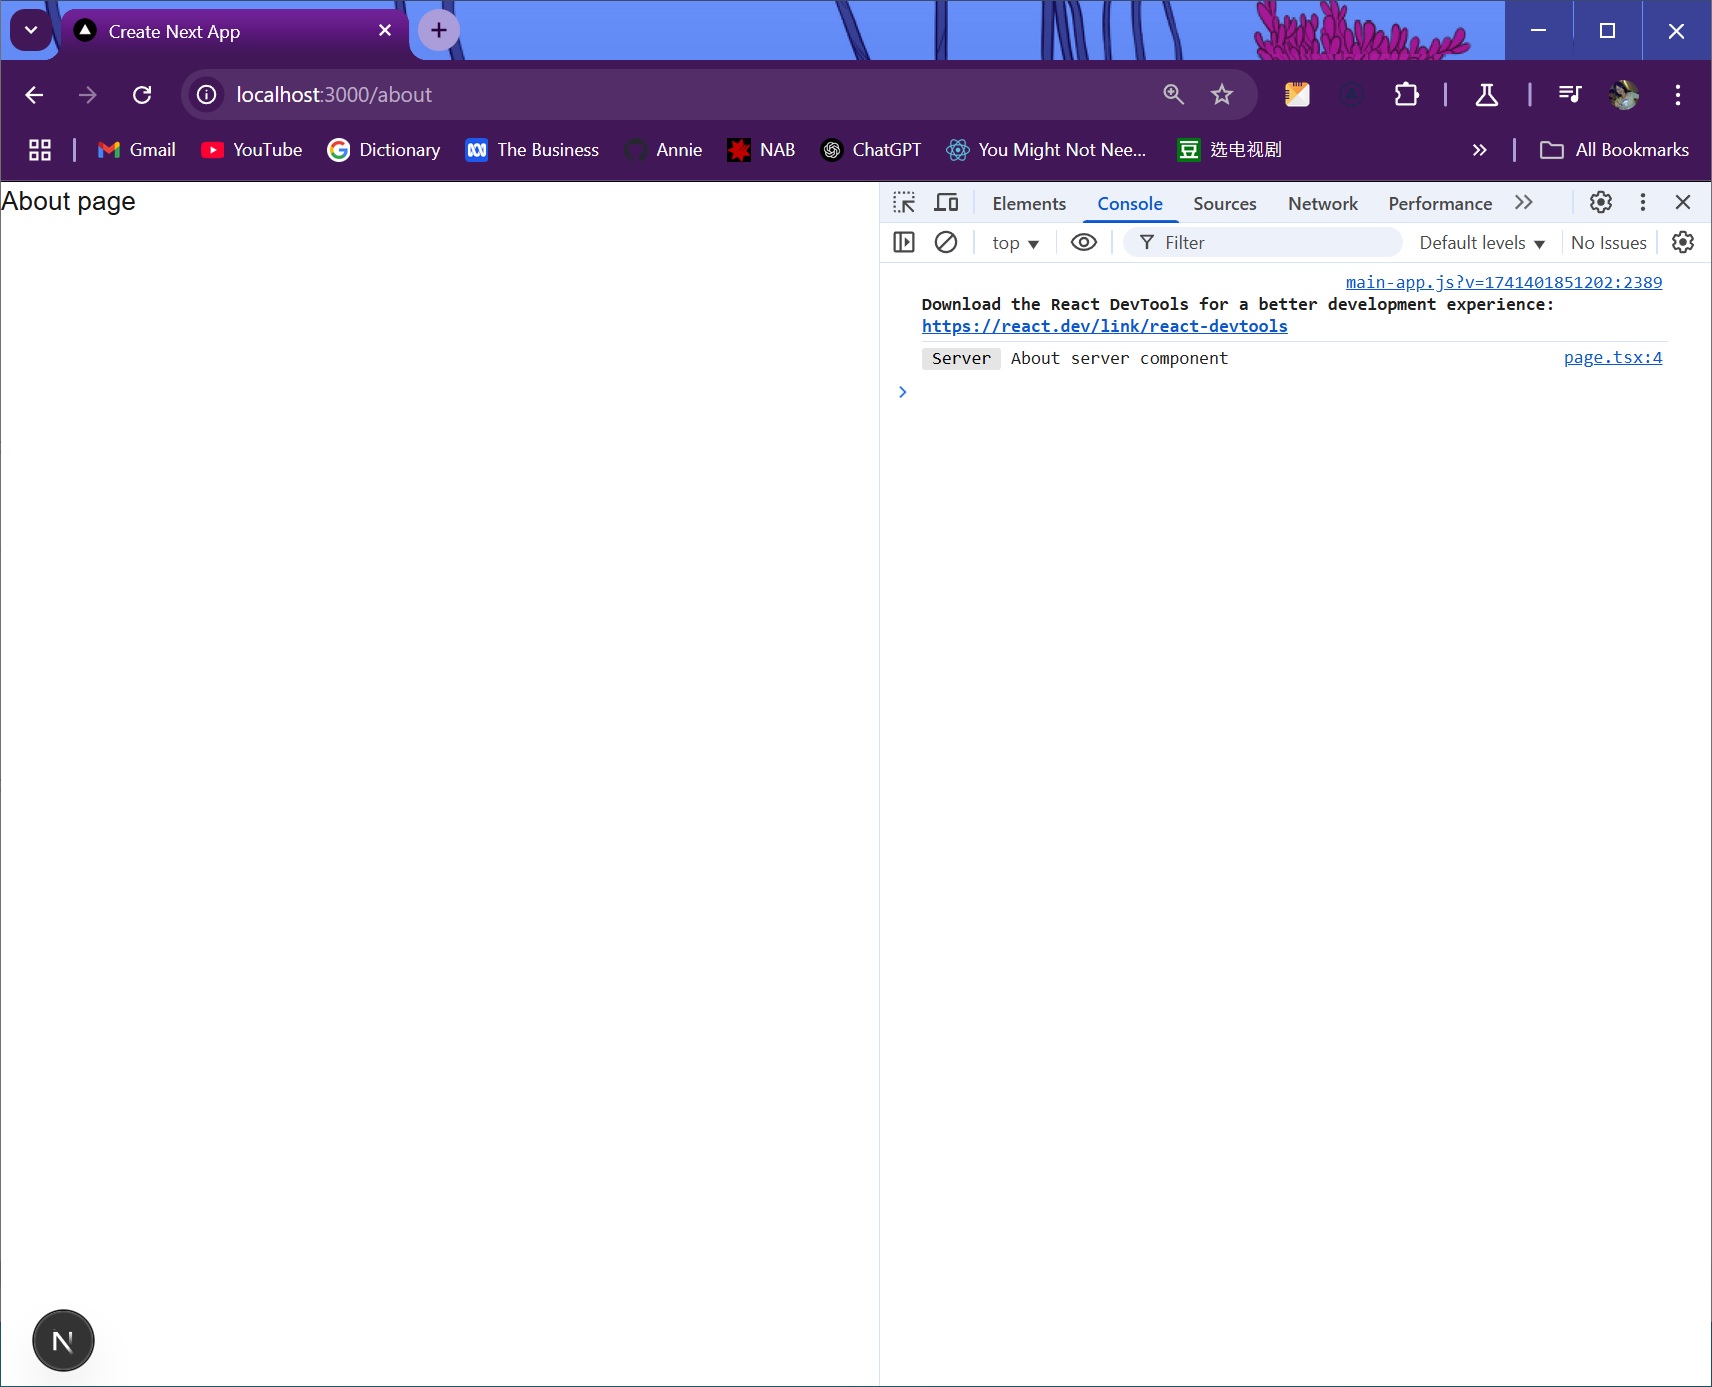 Create Next App
localhost:3000/about
Gmail YouTube Dictionary The Business Annie NAB ChatGPT You Might Not Nee... 选电视剧 All Bookmarks
About page
Elements Console Sources Network Performance
top Filter Default levels No Issues
main-app.js?v=1741401851202:2389
Download the React DevTools for a better development experience:
https://react.dev/link/react-devtools
Server About server component page.tsx:4
N